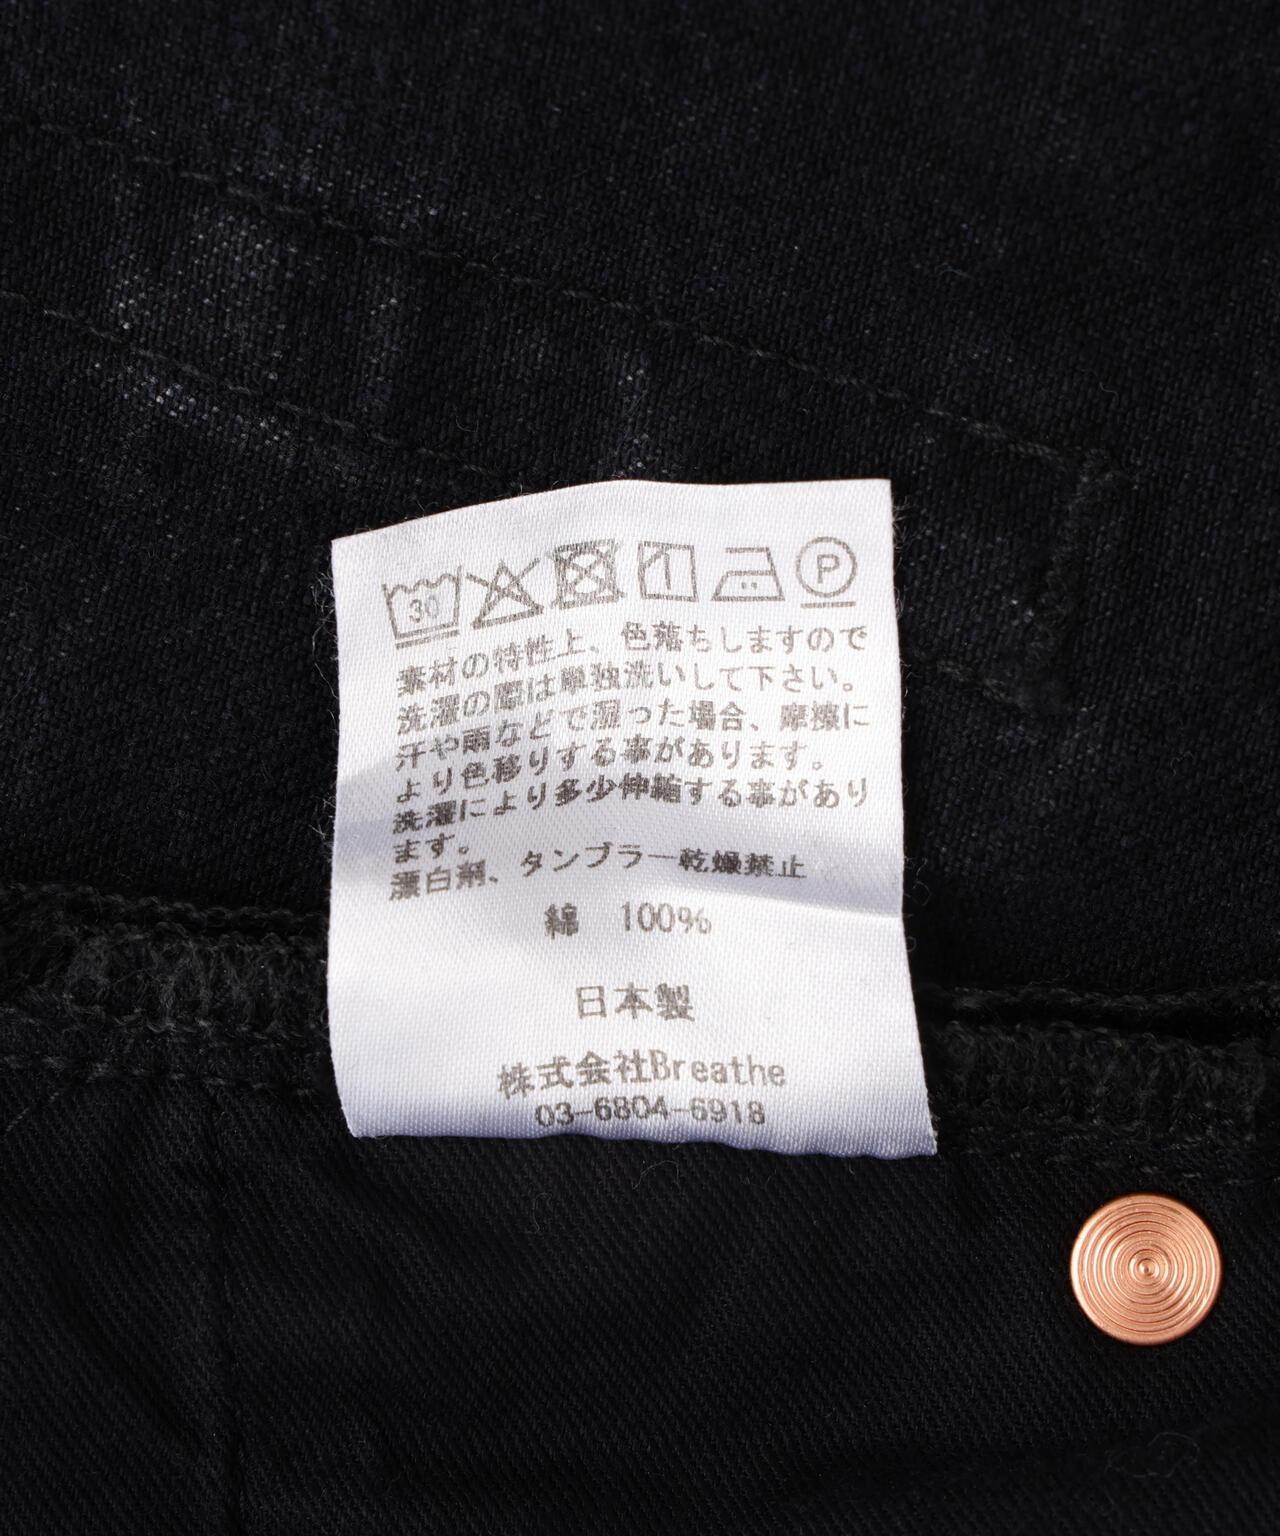 30 P
素材の特性上、色落ちしますので
洗濯の際は単独洗いして下さい。
汗や雨などで湿った場合、摩擦に
より色移りする事があります。
洗濯により多少伸縮する事があり
ます。
漂白剤、タンブラー乾燥禁止
綿 100%
日本製
株式会社Breathe
03-6804-6918